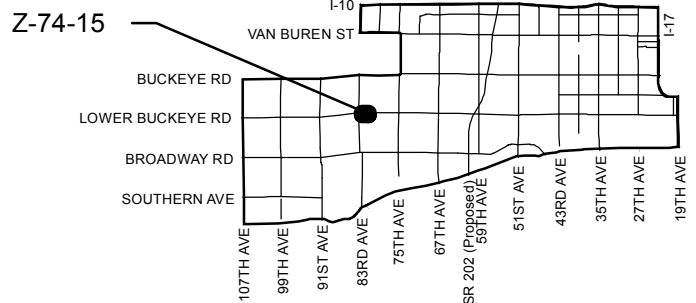 I-10
Z-74-15
I-17
VAN BUREN ST
BUCKEYE RD
LOWER BUCKEYE RD
BROADWAY RD
SOUTHERN AVE
107TH AVE
99TH AVE
91ST AVE
83RD AVE
75TH AVE
67TH AVE
SR 202 (Proposed)
59TH AVE
51ST AVE
43RD AVE
35TH AVE
27TH AVE
19TH AVE